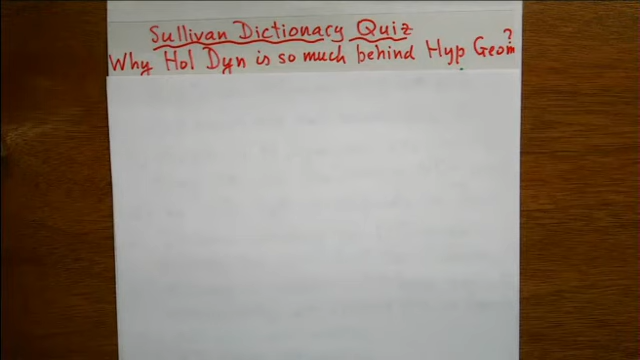 Sullivan Dictionary Quiz
Why Hol Dyn is so much behind Hyp Geom?